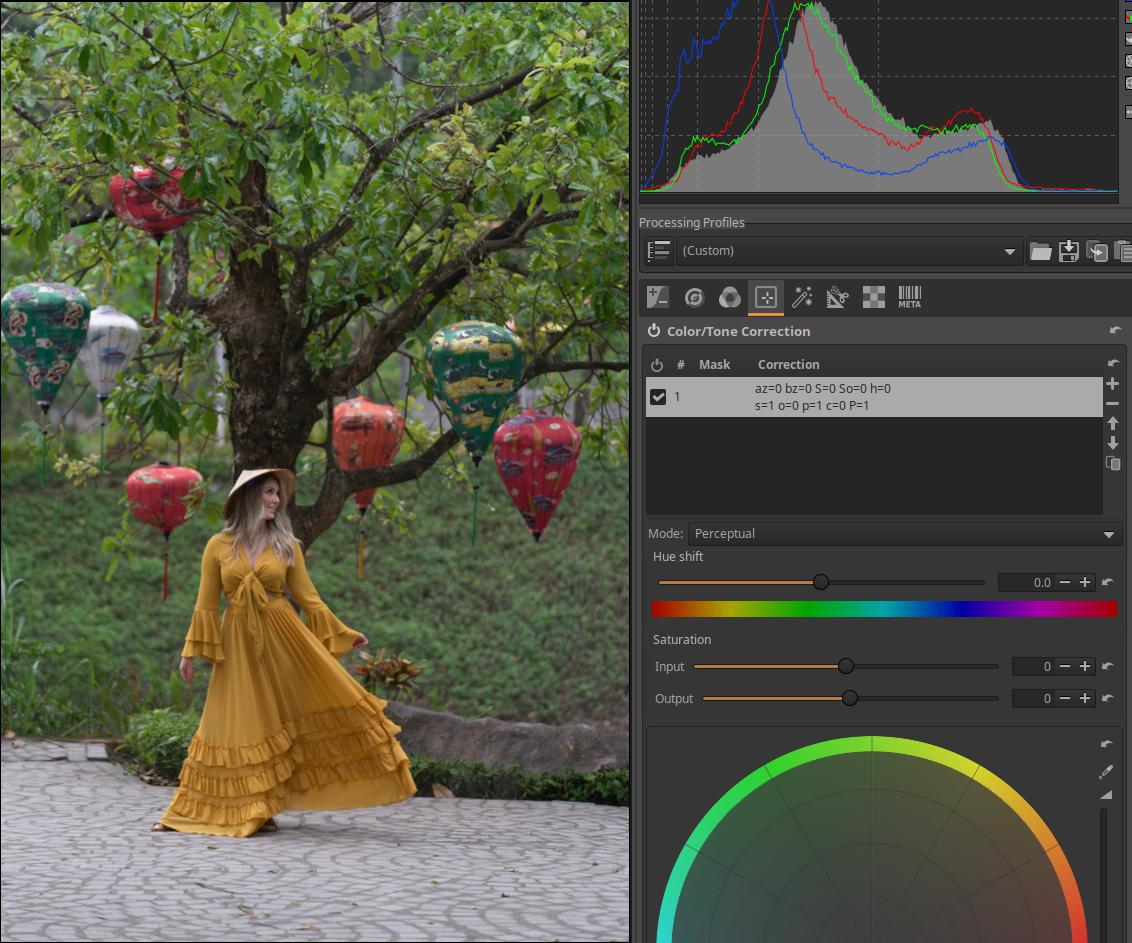 Processing Profiles
(Custom)
META
Color/Tone Correction
# Mask Correction
1
az=0 bz=0 S=0 So=0 h=0
s=1 o=0 p=1 c=0 P=1
Mode: Perceptual
Hue shift
0.0
Saturation
Input 0
Output 0